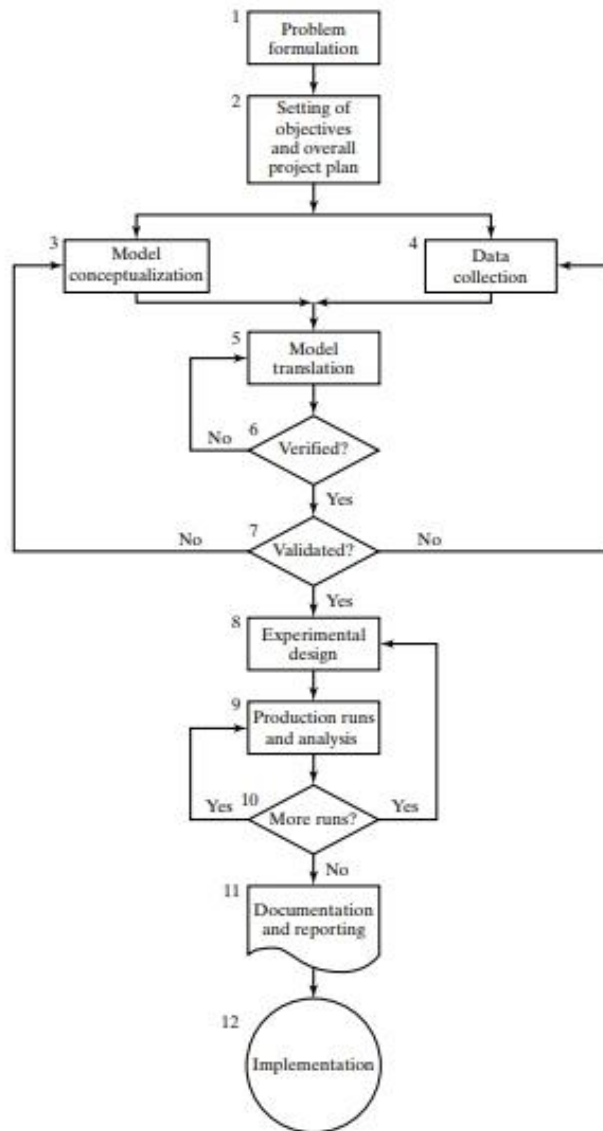 1
Problem
formulation
2
Setting of
objectives
and overall
project plan
3
Model
conceptualization
4
Data
collection
5
Model
translation
6
No
Verified?
Yes
No
7
Validated?
No
Yes
8
Experimental
design
9
Production runs
and analysis
Yes
10
More runs?
Yes
No
11
Documentation
and reporting
12
Implementation